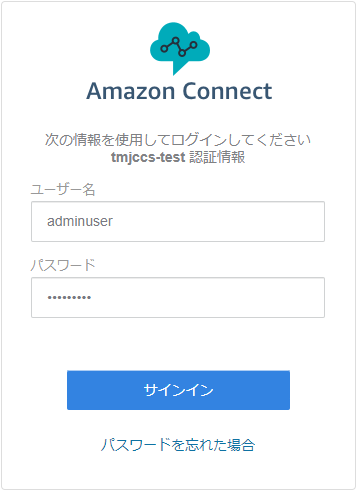 Amazon Connect
次の情報を使用してログインしてください
tmjccs-test 認証情報
ユーザー名
adminuser
パスワード
•••••••••
サインイン
パスワードを忘れた場合